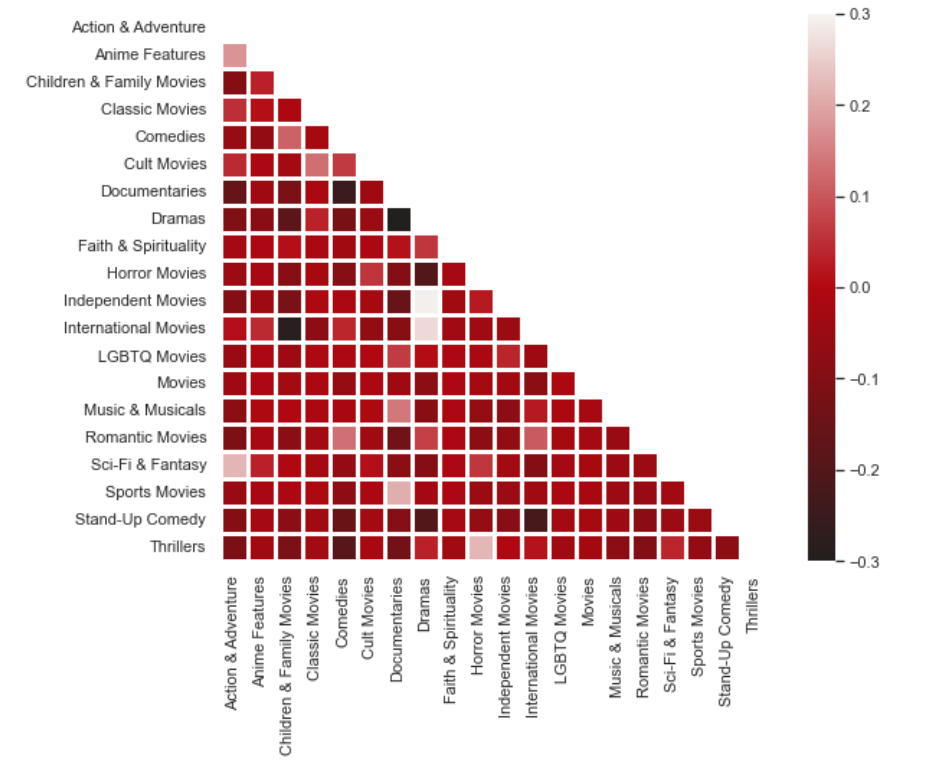 Action & Adventure
Anime Features
Children & Family Movies
Classic Movies
Comedies
Cult Movies
Documentaries
Dramas
Faith & Spirituality
Horror Movies
Independent Movies
International Movies
LGBTQ Movies
Movies
Music & Musicals
Romantic Movies
Sci-Fi & Fantasy
Sports Movies
Stand-Up Comedy
Thrillers
Action & Adventure
Anime Features
Children & Family Movies
Classic Movies
Comedies
Cult Movies
Documentaries
Dramas
Faith & Spirituality
Horror Movies
Independent Movies
International Movies
LGBTQ Movies
Movies
Music & Musicals
Romantic Movies
Sci-Fi & Fantasy
Sports Movies
Stand-Up Comedy
Thrillers
0.3
0.2
0.1
0.0
−0.1
−0.2
−0.3